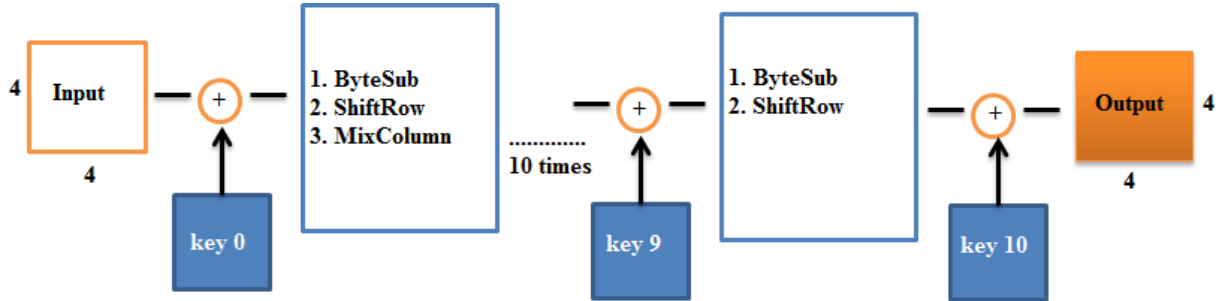 4
Input
4
+
key 0
1. ByteSub
2. ShiftRow
3. MixColumn
.............
10 times
+
key 9
1. ByteSub
2. ShiftRow
+
key 10
Output
4
4